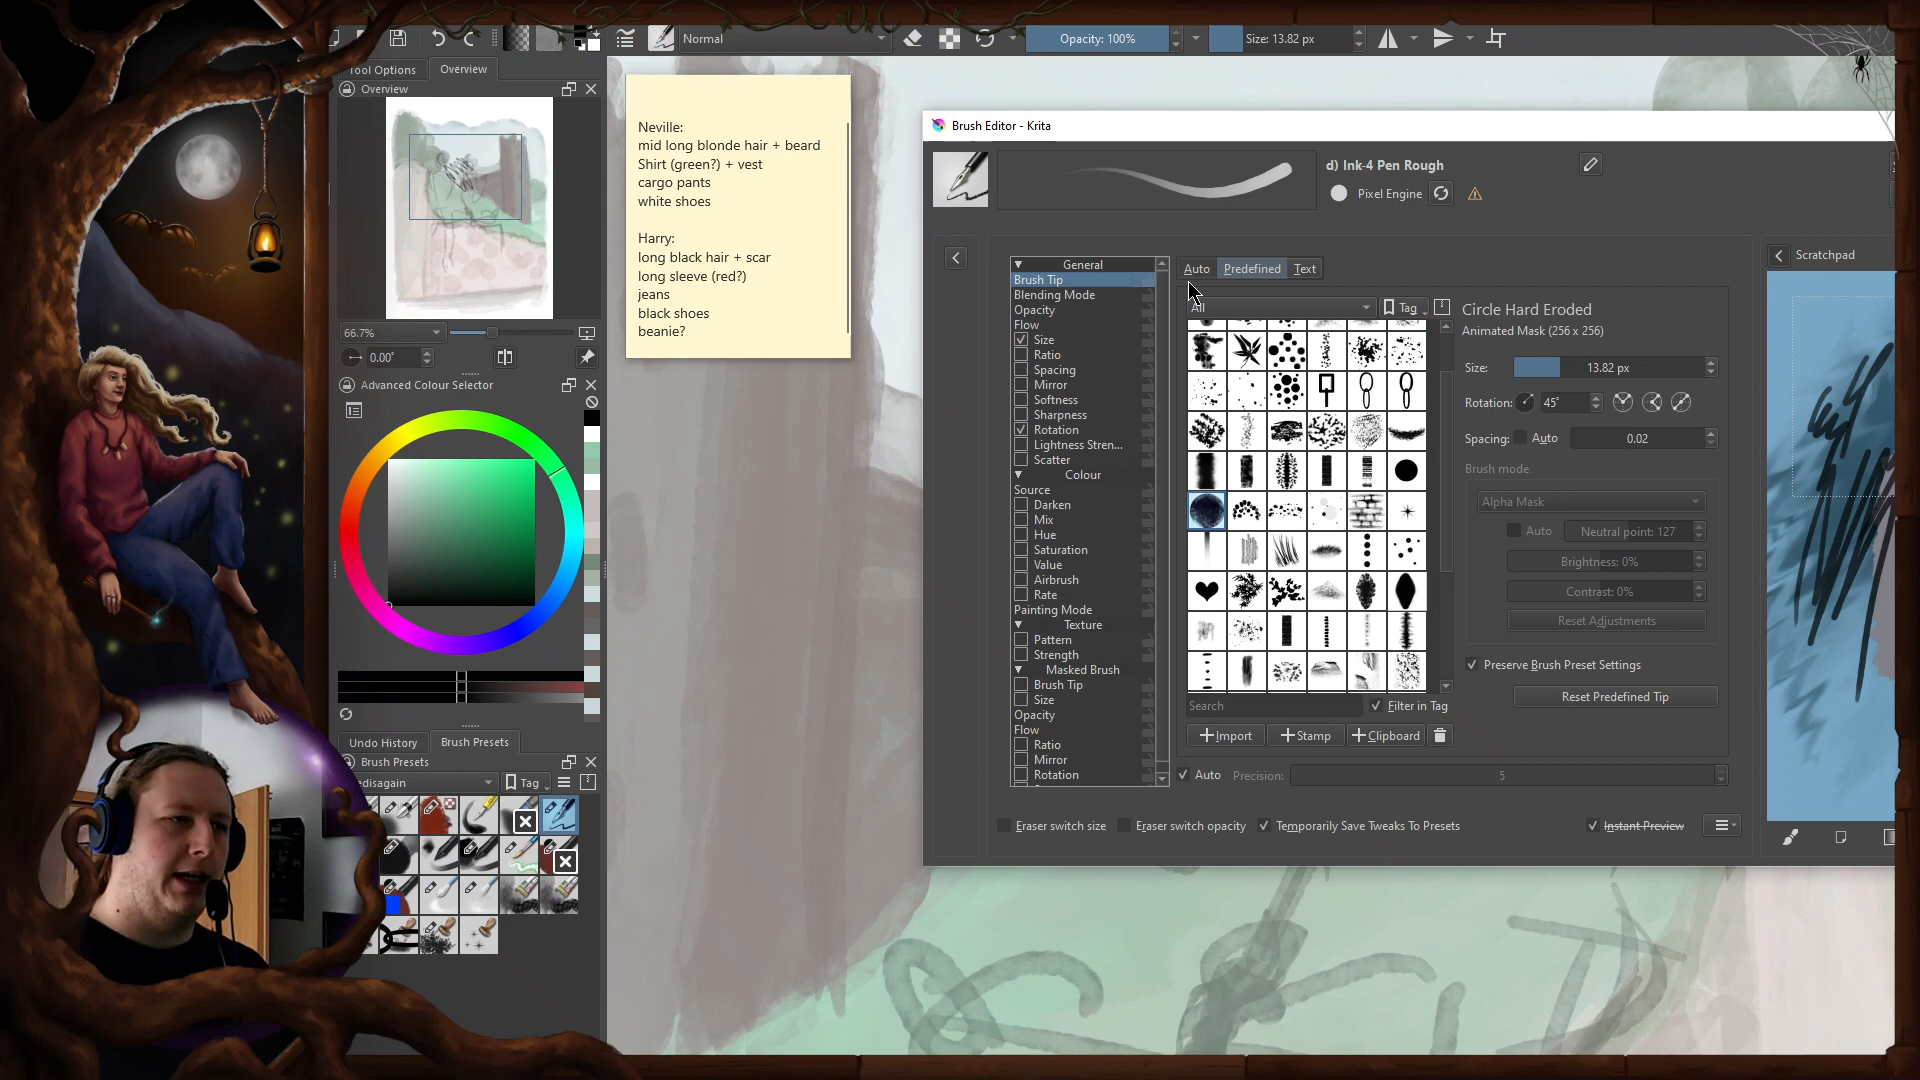 Normal
Opacity: 100%
Size: 13.82 px
Tool Options
Overview
Overview
66.7%
0.00°
Advanced Colour Selector
Undo History
Brush Presets
Brush Presets
disagain
Tag
Neville:
mid long blonde hair + beard
Shirt (green?) + vest
cargo pants
white shoes
Harry:
long black hair + scar
long sleeve (red?)
jeans
black shoes
beanie?
Brush Editor - Krita
d) Ink-4 Pen Rough
Pixel Engine
General
Brush Tip
Blending Mode
Opacity
Flow
Size
Ratio
Spacing
Mirror
Softness
Sharpness
Rotation
Lightness Stren...
Scatter
Colour
Source
Darken
Mix
Hue
Saturation
Value
Airbrush
Rate
Painting Mode
Texture
Pattern
Strength
Masked Brush
Brush Tip
Size
Opacity
Flow
Ratio
Mirror
Rotation
Auto
Predefined
Text
All
Tag
Search
Filter in Tag
Import
Stamp
Clipboard
Auto
Precision:
5
Circle Hard Eroded
Animated Mask (256 x 256)
Size:
13.82 px
Rotation:
45°
Spacing:
Auto
0.02
Brush mode
Alpha Mask
Auto
Neutral point: 127
Brightness: 0%
Contrast: 0%
Reset Adjustments
Preserve Brush Preset Settings
Reset Predefined Tip
Eraser switch size
Eraser switch opacity
Temporarily Save Tweaks To Presets
Instant Preview
Scratchpad